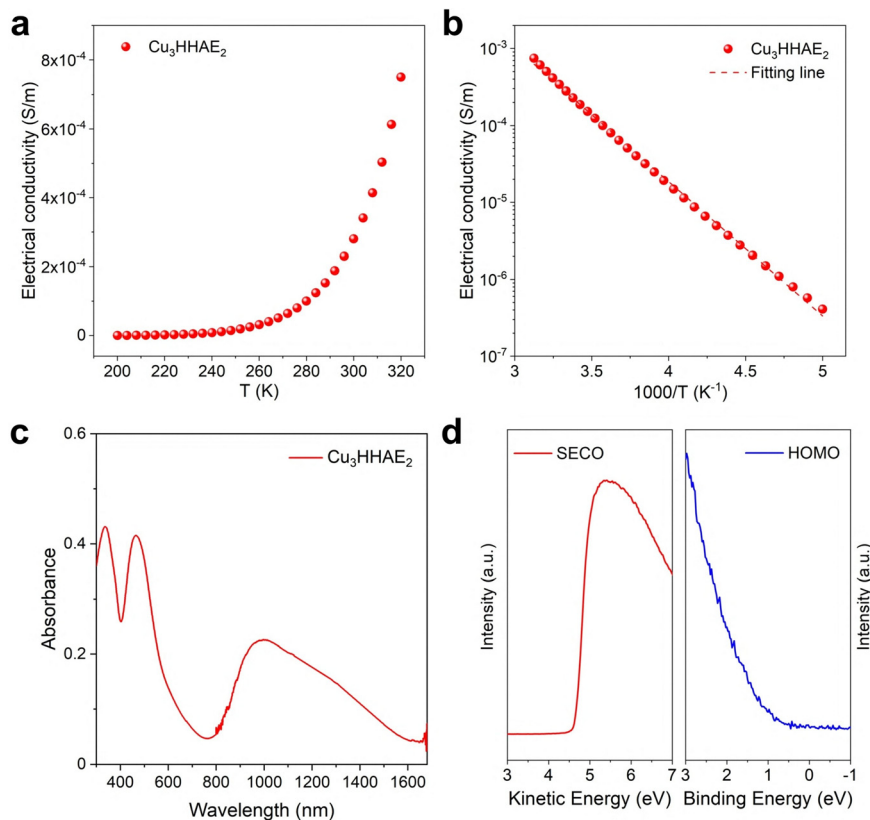 a
Cu₃HHAE₂
8x10⁻⁴
6x10⁻⁴
4x10⁻⁴
2x10⁻⁴
0
Electrical conductivity (S/m)
200 220 240 260 280 300 320
T (K)
b
Cu₃HHAE₂
Fitting line
10⁻³
10⁻⁴
10⁻⁵
10⁻⁶
10⁻⁷
Electrical conductivity (S/m)
3 3.5 4 4.5 5
1000/T (K⁻¹)
c
Cu₃HHAE₂
0.6
0.4
0.2
0.0
Absorbance
400 600 800 1000 1200 1400 1600
Wavelength (nm)
d
SECO
Intensity (a.u.)
3 4 5 6 7
Kinetic Energy (eV)
HOMO
Intensity (a.u.)
3 2 1 0 -1
Binding Energy (eV)